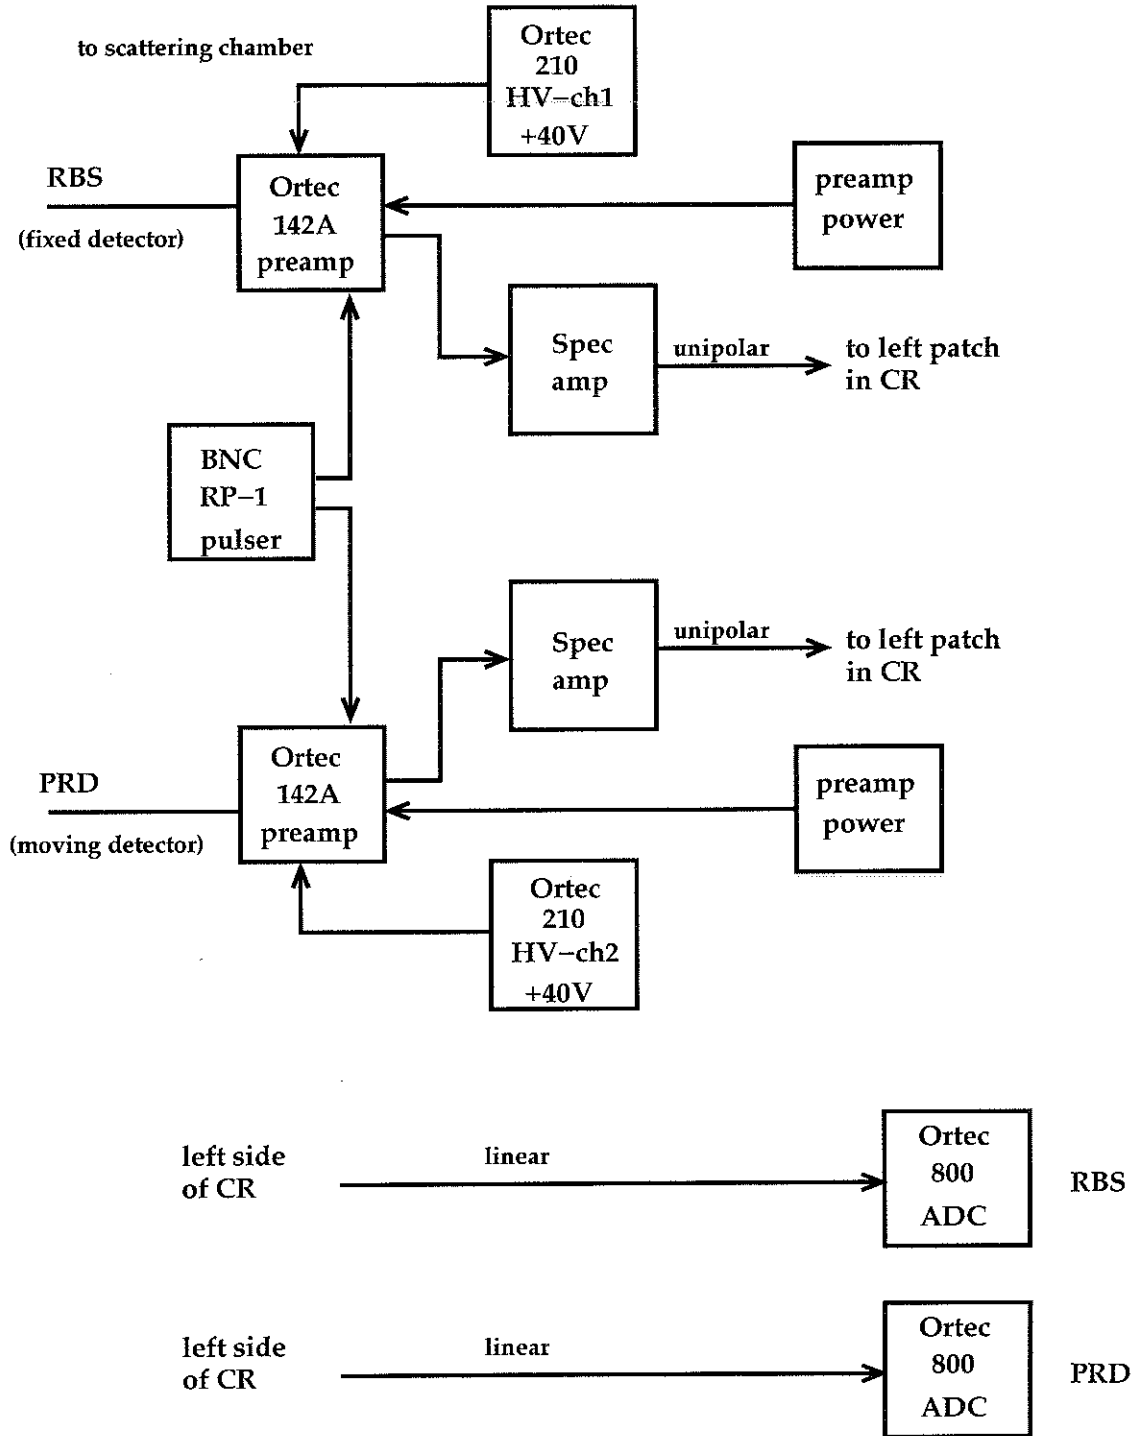 to scattering chamber
Ortec
210
HV–ch1
+40V
RBS
(fixed detector)
Ortec
142A
preamp
preamp
power
Spec
amp
unipolar
to left patch
in CR
BNC
RP–1
pulser
Spec
amp
unipolar
to left patch
in CR
PRD
(moving detector)
Ortec
142A
preamp
preamp
power
Ortec
210
HV–ch2
+40V
left side
of CR
linear
Ortec
800
ADC
RBS
left side
of CR
linear
Ortec
800
ADC
PRD